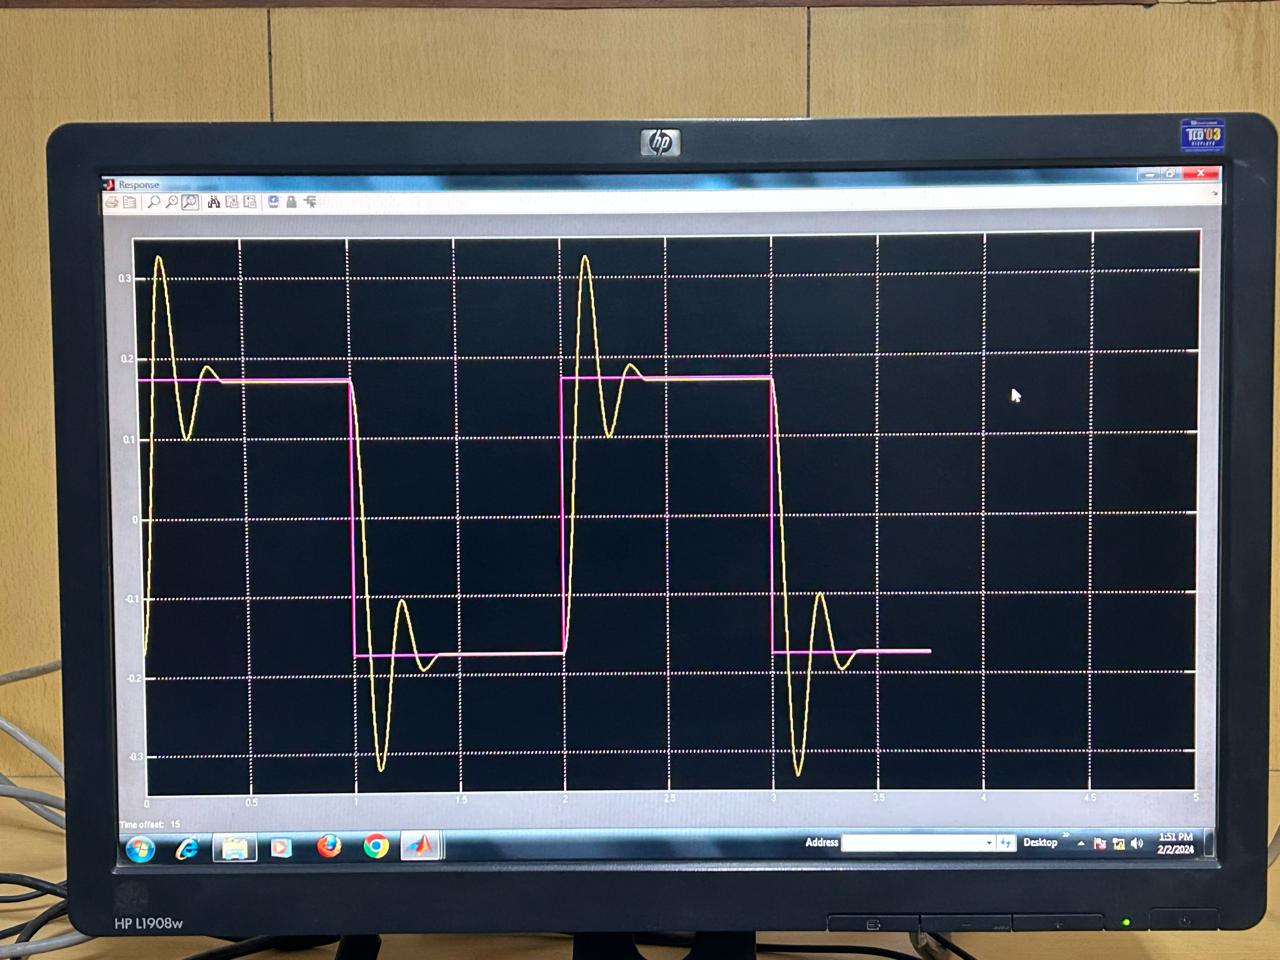 hp
TCO'03
DISPLAYS
Response
0.3
0.2
0.1
0
-0.1
-0.2
-0.3
0 0.5 1 1.5 2 2.5 3 3.5 4 4.5 5
Time offset: 15
Address
Desktop
1:51 PM
2/2/2024
HP L1908w